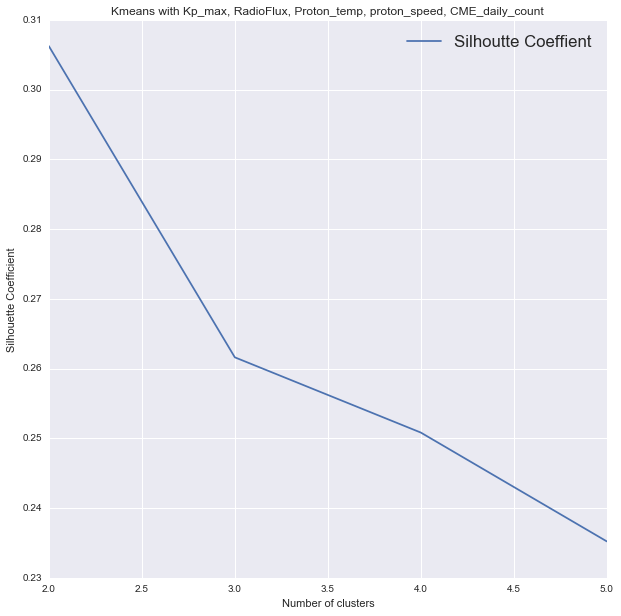 Kmeans with Kp_max, RadioFlux, Proton_temp, proton_speed, CME_daily_count
Silhoutte Coeffient
0.31
0.30
0.29
0.28
0.27
0.26
0.25
0.24
0.23
Silhouette Coefficient
2.0 2.5 3.0 3.5 4.0 4.5 5.0
Number of clusters